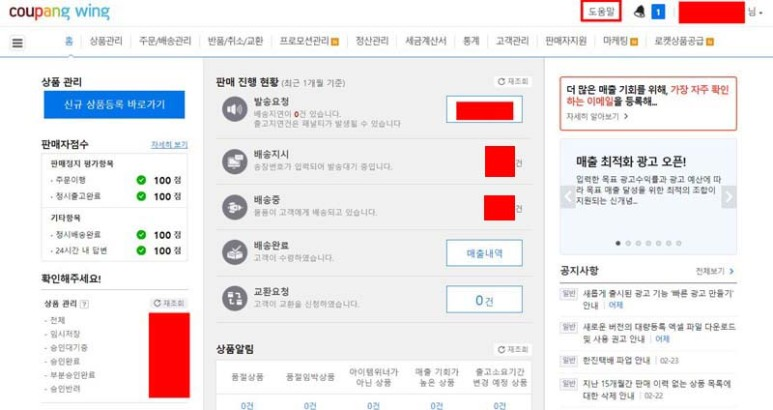 coupang wing
도움말
1
님
홈
상품관리
주문/배송관리
반품/취소/교환
프로모션관리
정산관리
세금계산서
통계
고객관리
판매자지원
마케팅
로켓상품공급
상품 관리
신규 상품등록 바로가기
판매자점수 자세히 보기
판매정지 평가항목
- 주문이행 100 점
- 정시출고완료 100 점
기타항목
- 정시배송완료 100 점
- 24시간 내 답변 100 점
확인해주세요!
상품 관리 ? 재조회
- 전체
- 임시저장
- 승인대기중
- 승인완료
- 부분승인완료
- 승인반려
판매 진행 현황 (최근 1개월 기준) 재조회
발송요청
배송지연이 0건 있습니다.
출고지연건은 패널티가 발생될 수 있습니다
배송지시
송장번호가 입력되어 발송대기 중입니다.
건
배송중
물품이 고객에게 배송되고 있습니다.
건
배송완료
고객이 수령하였습니다.
매출내역
교환요청
고객이 교환을 신청하였습니다.
0 건
상품알림 재조회
품절상품
품절임박상품
아이템위너가
아닌 상품
매출 기회가
높은 상품
출고소요기간
변경 예정 상품
0건 0건 0건 0건 0건
더 많은 매출 기회를 위해, 가장 자주 확인
하는 이메일을 등록해...
자세히 알아보기 >
매출 최적화 광고 오픈!
입력한 목표 광고수익률과 광고 예산에 따
라 목표 매출 달성을 위한 최적의 조합이
지원되는 신개념...
공지사항 전체보기 >
일반 새롭게 출시된 광고 기능 '빠른 광고 만들기'
안내 | 어제
일반 새로운 버전의 대량등록 엑셀 파일 다운로드
및 사용 권고 안내 | 어제
일반 한진택배 파업 안내 | 02-23
일반 지난 15개월간 판매 이력 없는 상품 목록에
대한 삭제 안내 | 02-22